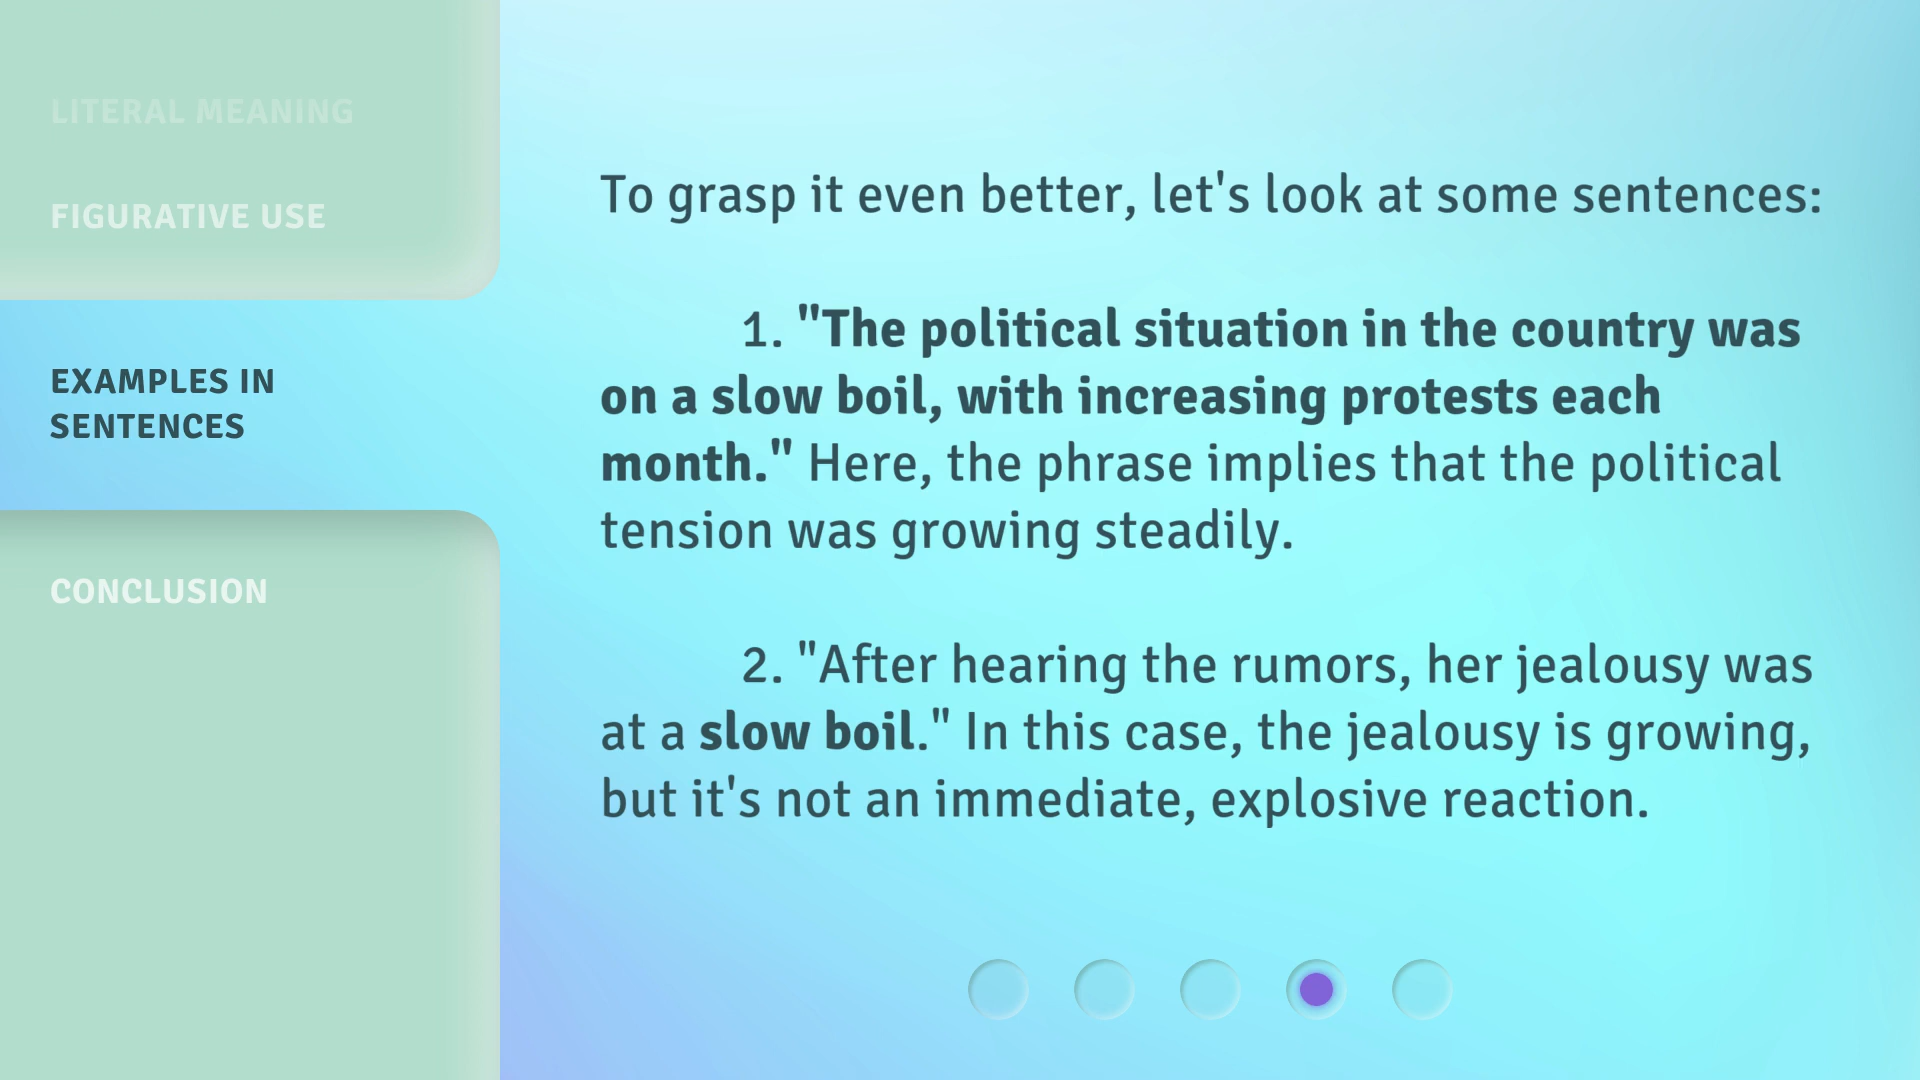 LITERAL MEANING
FIGURATIVE USE
EXAMPLES IN
SENTENCES
CONCLUSION
To grasp it even better, let's look at some sentences:
1. "The political situation in the country was
on a slow boil, with increasing protests each
month." Here, the phrase implies that the political
tension was growing steadily.
2. "After hearing the rumors, her jealousy was
at a slow boil." In this case, the jealousy is growing,
but it's not an immediate, explosive reaction.